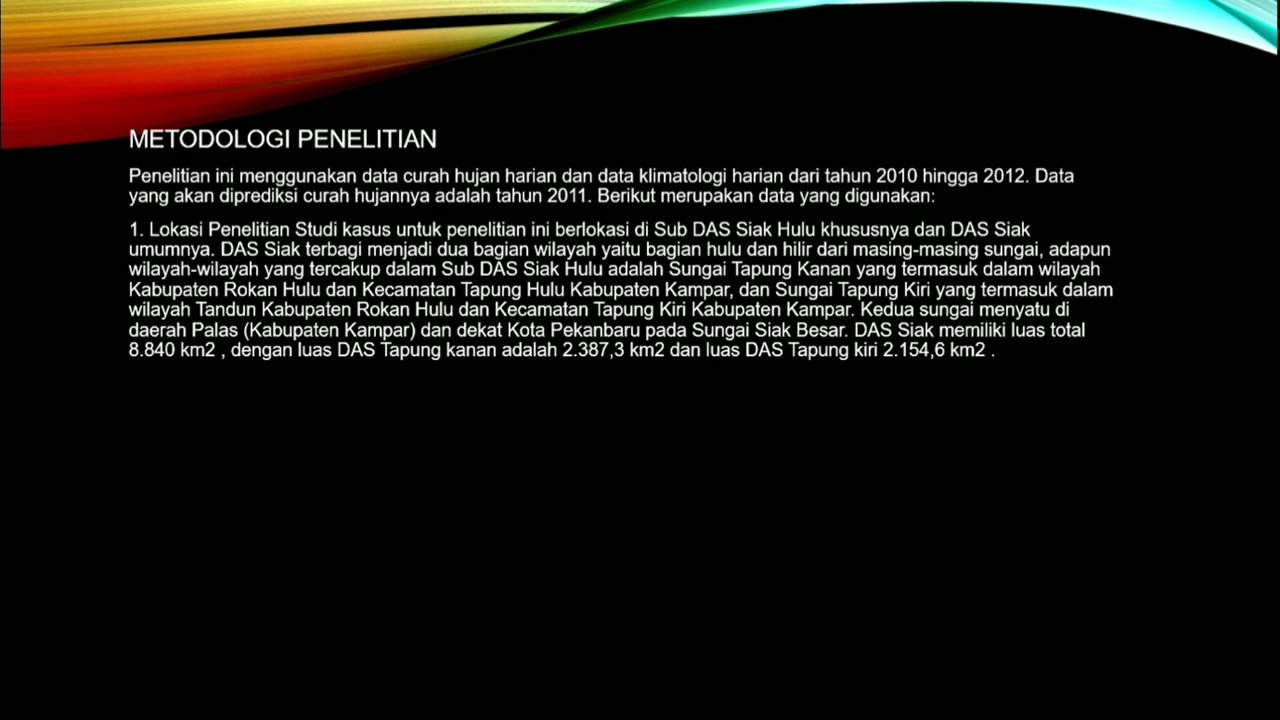 METODOLOGI PENELITIAN
Penelitian ini menggunakan data curah hujan harian dan data klimatologi harian dari tahun 2010 hingga 2012. Data
yang akan diprediksi curah hujannya adalah tahun 2011. Berikut merupakan data yang digunakan:
1. Lokasi Penelitian Studi kasus untuk penelitian ini berlokasi di Sub DAS Siak Hulu khususnya dan DAS Siak
umumnya. DAS Siak terbagi menjadi dua bagian wilayah yaitu bagian hulu dan hilir dari masing-masing sungai, adapun
wilayah-wilayah yang tercakup dalam Sub DAS Siak Hulu adalah Sungai Tapung Kanan yang termasuk dalam wilayah
Kabupaten Rokan Hulu dan Kecamatan Tapung Hulu Kabupaten Kampar, dan Sungai Tapung Kiri yang termasuk dalam
wilayah Tandun Kabupaten Rokan Hulu dan Kecamatan Tapung Kiri Kabupaten Kampar. Kedua sungai menyatu di
daerah Palas (Kabupaten Kampar) dan dekat Kota Pekanbaru pada Sungai Siak Besar. DAS Siak memiliki luas total
8.840 km2 , dengan luas DAS Tapung kanan adalah 2.387,3 km2 dan luas DAS Tapung kiri 2.154,6 km2 .